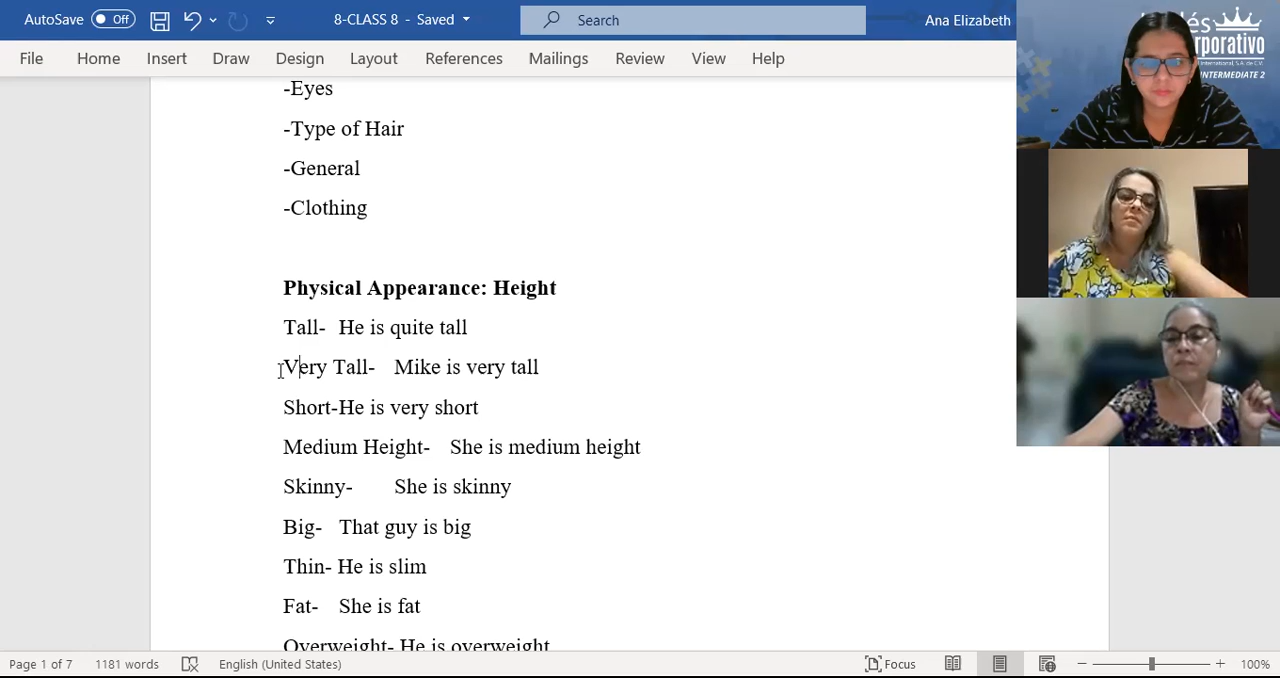 AutoSave Off 8-CLASS 8 - Saved Search Ana Elizabeth
File Home Insert Draw Design Layout References Mailings Review View Help
-Eyes
-Type of Hair
-General
-Clothing
Physical Appearance: Height
Tall- He is quite tall
Very Tall- Mike is very tall
Short-He is very short
Medium Height- She is medium height
Skinny- She is skinny
Big- That guy is big
Thin- He is slim
Fat- She is fat
Overweight- He is overweight
Page 1 of 7 1181 words English (United States) Focus 100%
INTERMEDIATE 2